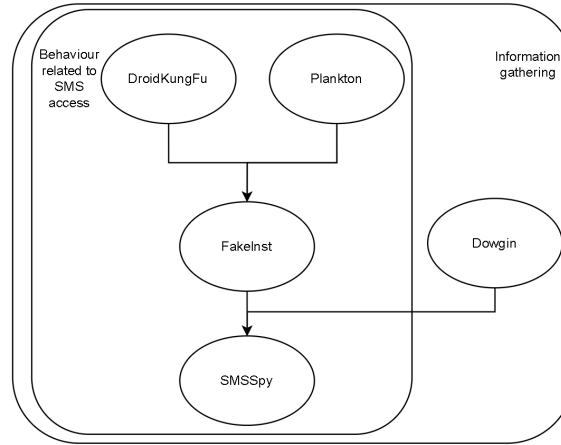 Behaviour
related to
SMS
access
DroidKungFu
Plankton
Information
gathering
FakeInst
Dowgin
SMSSpy